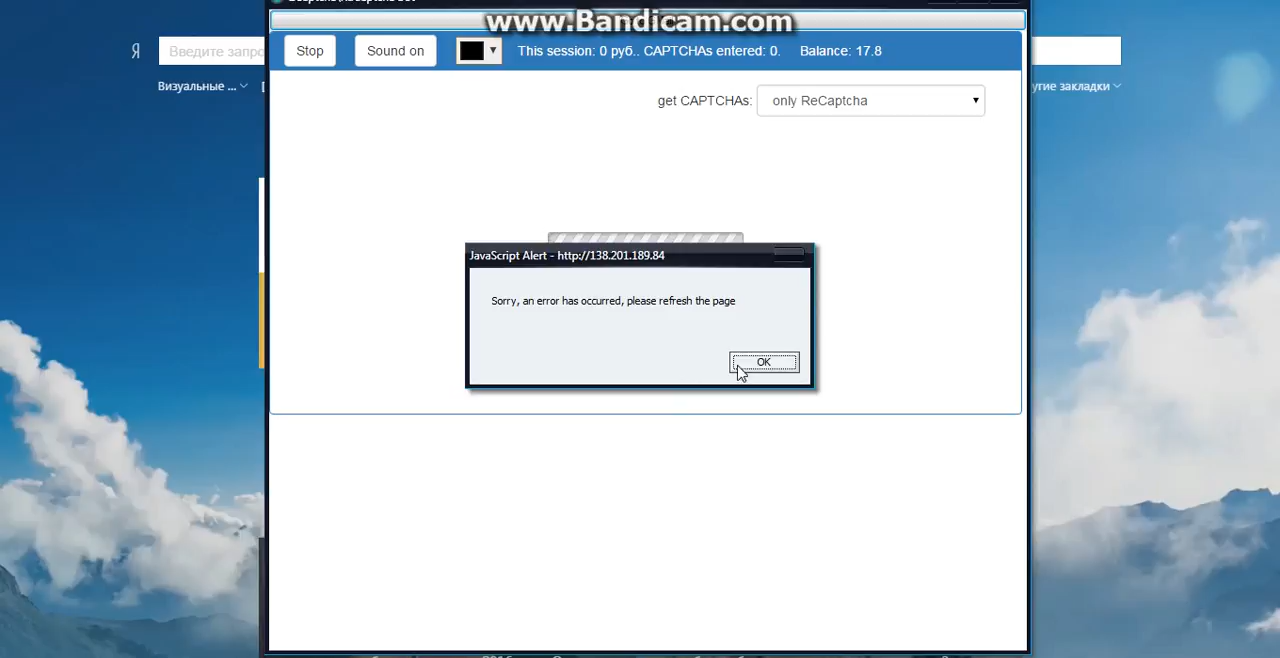 www.Bandicam.com
Я
Введите запро
Stop
Sound on
This session: 0 руб.. CAPTCHAs entered: 0.
Balance: 17.8
Визуальные ...
угие закладки
get CAPTCHAs:
only ReCaptcha
JavaScript Alert - http://138.201.189.84
Sorry, an error has occurred, please refresh the page
OK